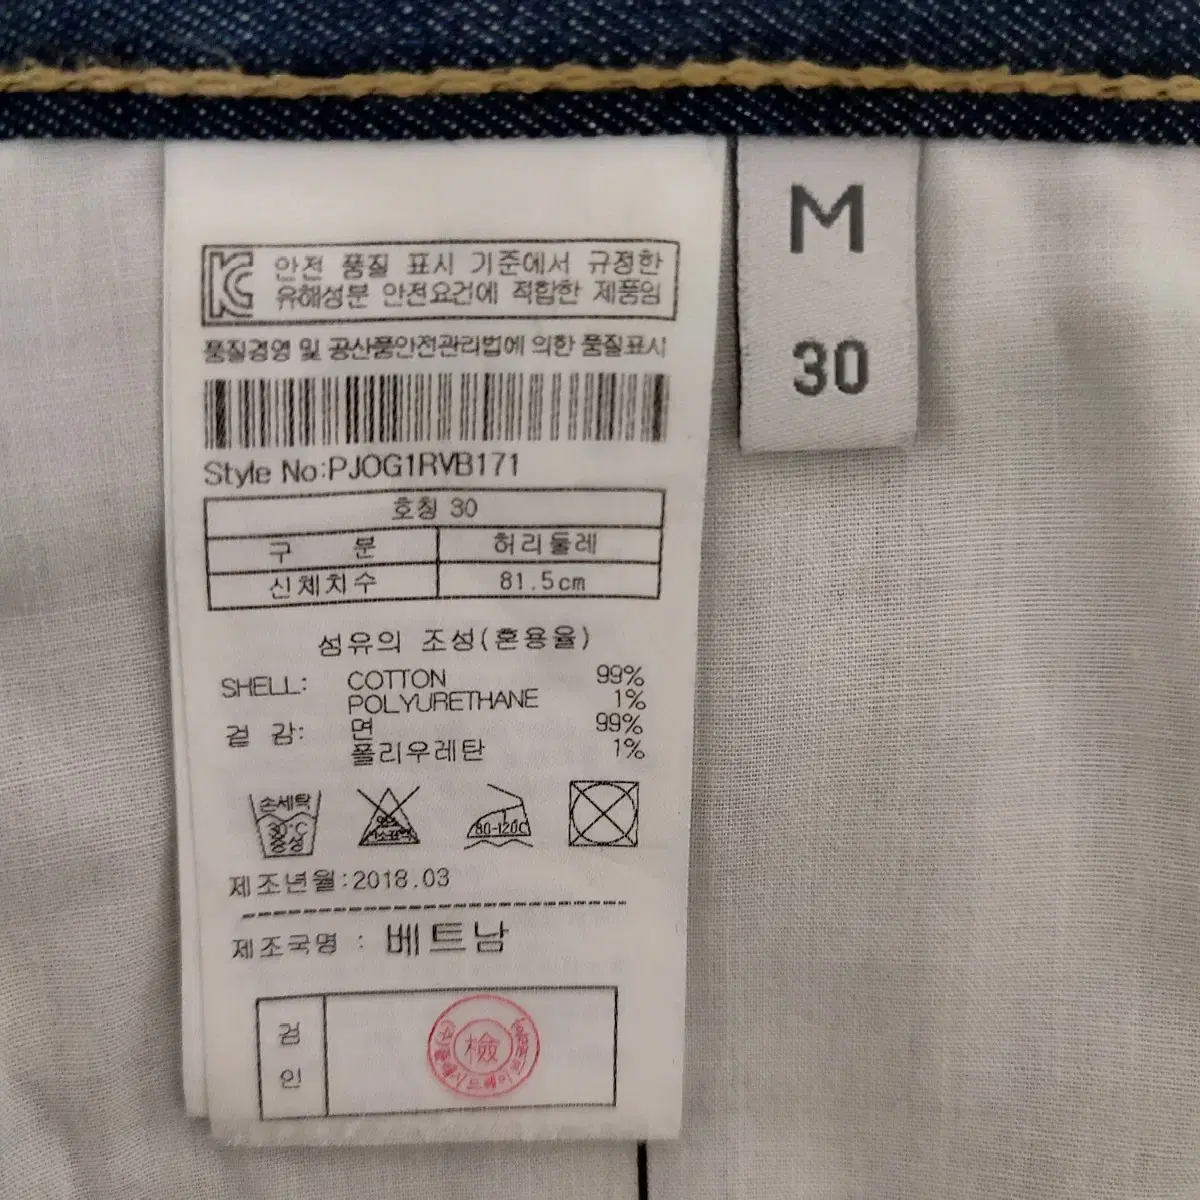 KC 안전 품질 표시 기준에서 규정한
유해성분 안전요건에 적합한 제품임
품질경영 및 공산품안전관리법에 의한 품질표시
Style No:PJOG1RVB171
호칭 30
구 분 허리둘레
신체치수 81.5cm
섬유의 조성(혼용율)
SHELL: COTTON 99%
POLYURETHANE 1%
겉 감: 면 99%
폴리우레탄 1%
손세탁
30°C
중성
80-120C
제조년월:2018.03
제조국명 : 베트남
검
인
檢
M
30